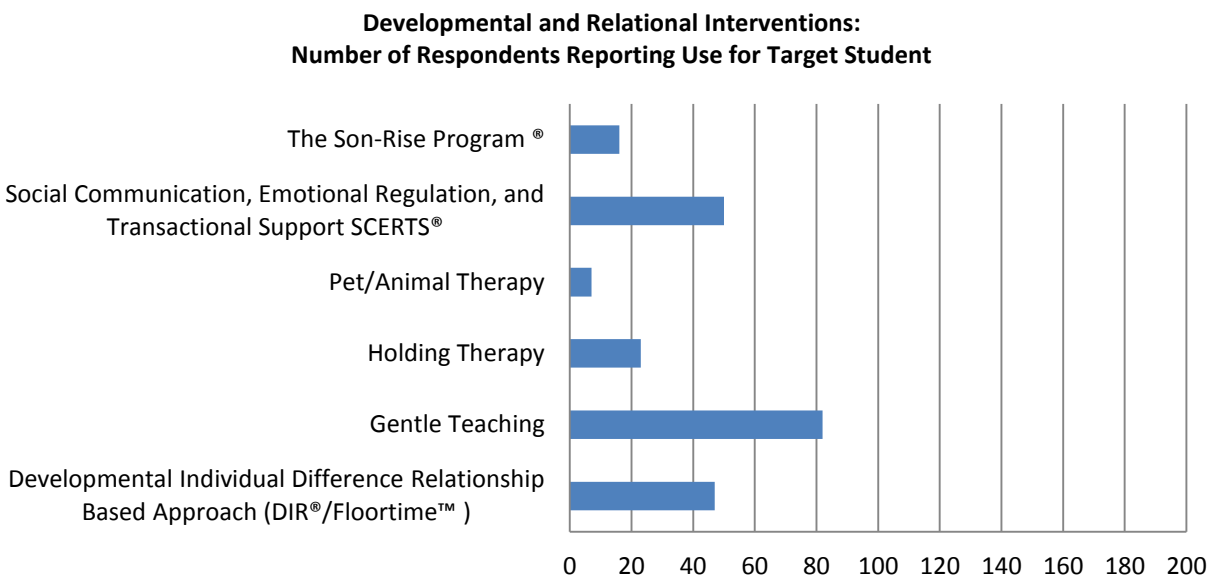 Developmental and Relational Interventions:
Number of Respondents Reporting Use for Target Student
The Son-Rise Program ®
Social Communication, Emotional Regulation, and
Transactional Support SCERTS®
Pet/Animal Therapy
Holding Therapy
Gentle Teaching
Developmental Individual Difference Relationship
Based Approach (DIR®/Floortime™ )
0 20 40 60 80 100 120 140 160 180 200